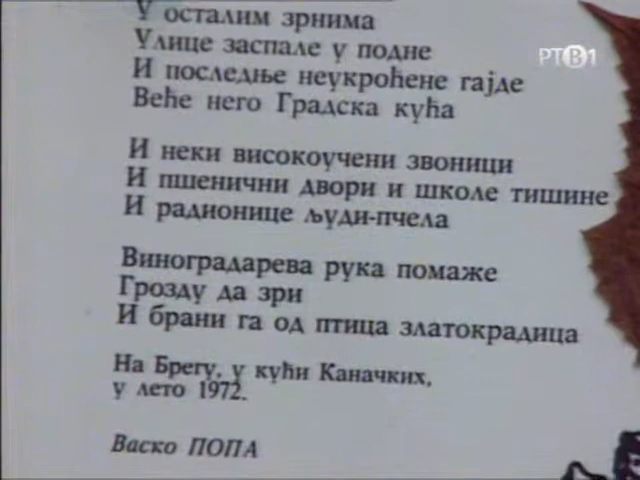 У осталим зрнима
Улице заспале у подне
И последње неукроћене гајде
Веће него Градска кућа
И неки високоучени звоници
И пшенични двори и школе тишине
И радионице људи-пчела
Виноградарева рука помаже
Грозду да зри
И брани га од птица златокрадица
На Брегу, у кући Каначких,
у лето 1972.
Васко ПОПА
РТВ1